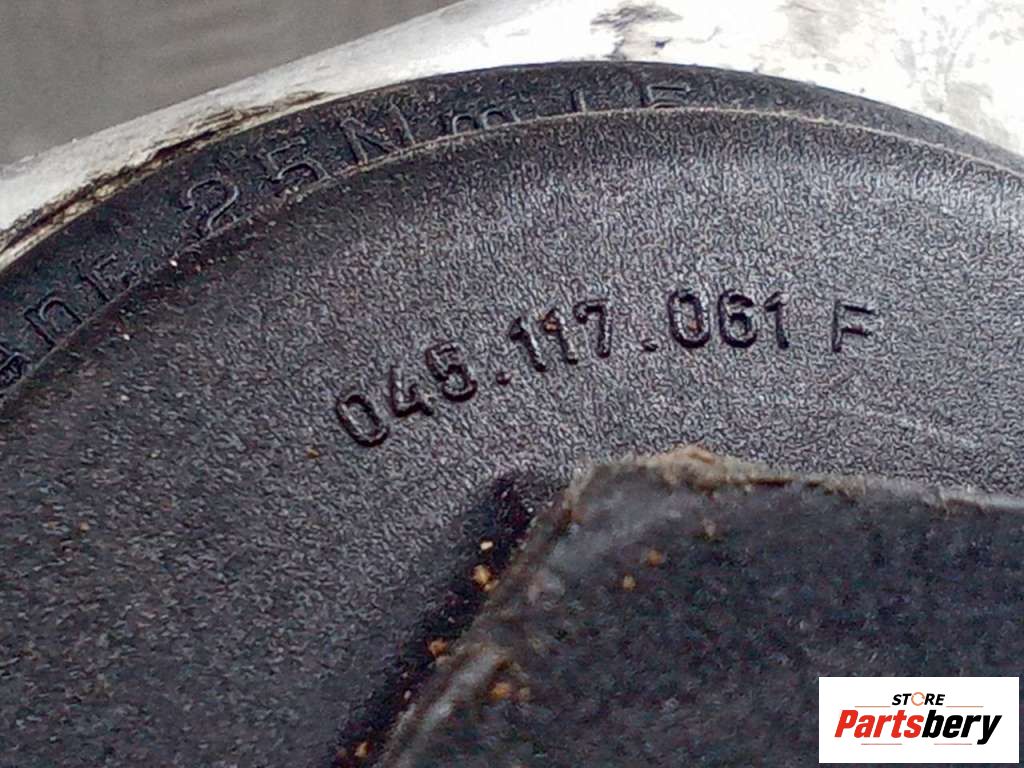 25Nm
045.117.061 F
STORE
Partsbery